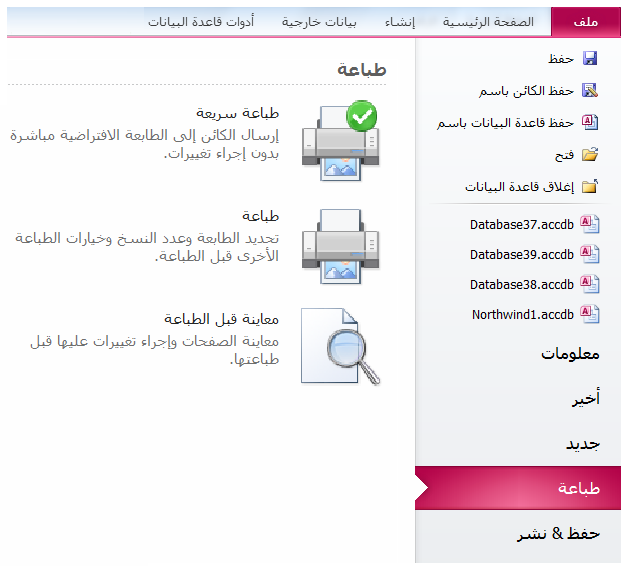 ملف
الصفحة الرئيسية
إنشاء
بيانات خارجية
أدوات قاعدة البيانات
حفظ
حفظ الكائن باسم
حفظ قاعدة البيانات باسم
فتح
إغلاق قاعدة البيانات
Database37.accdb
Database39.accdb
Database38.accdb
Northwind1.accdb
معلومات
أخير
جديد
طباعة
حفظ & نشر
طباعة
طباعة سريعة
إرسال الكائن إلى الطابعة الافتراضية مباشرة
بدون إجراء تغييرات.
طباعة
تحديد الطابعة وعدد النسخ وخيارات الطباعة
الأخرى قبل الطباعة.
معاينة قبل الطباعة
معاينة الصفحات وإجراء تغييرات عليها قبل
طباعتها.